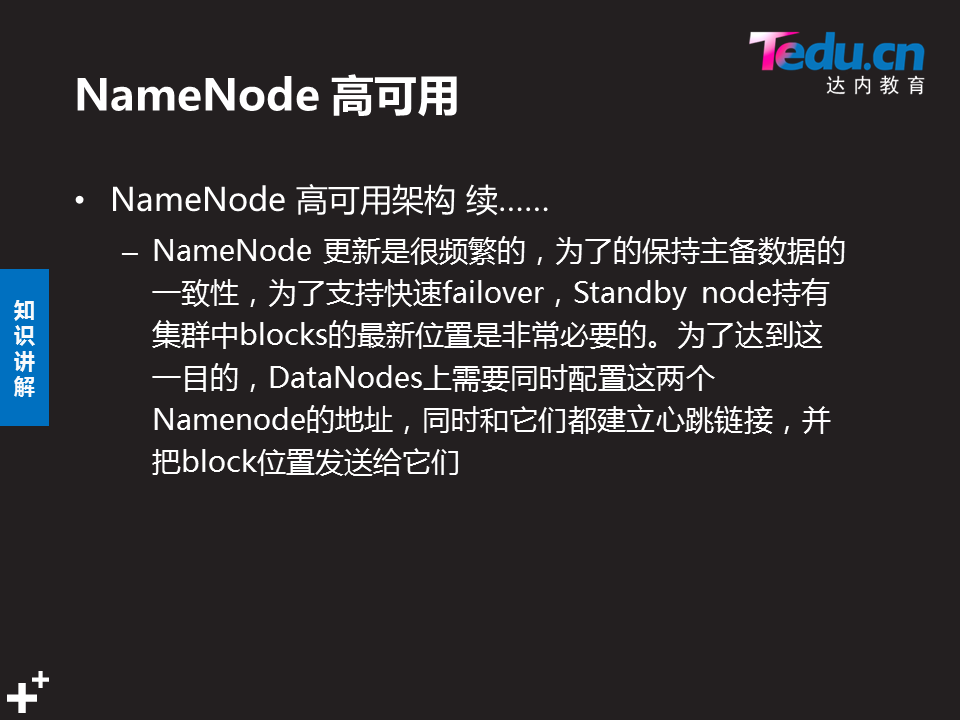 Tedu.cn
达内教育
NameNode 高可用
• NameNode 高可用架构 续……
– NameNode 更新是很频繁的，为了的保持主备数据的
一致性，为了支持快速failover，Standby node持有
集群中blocks的最新位置是非常必要的。为了达到这
一目的，DataNodes上需要同时配置这两个
Namenode的地址，同时和它们都建立心跳链接，并
把block位置发送给它们
知
识
讲
解